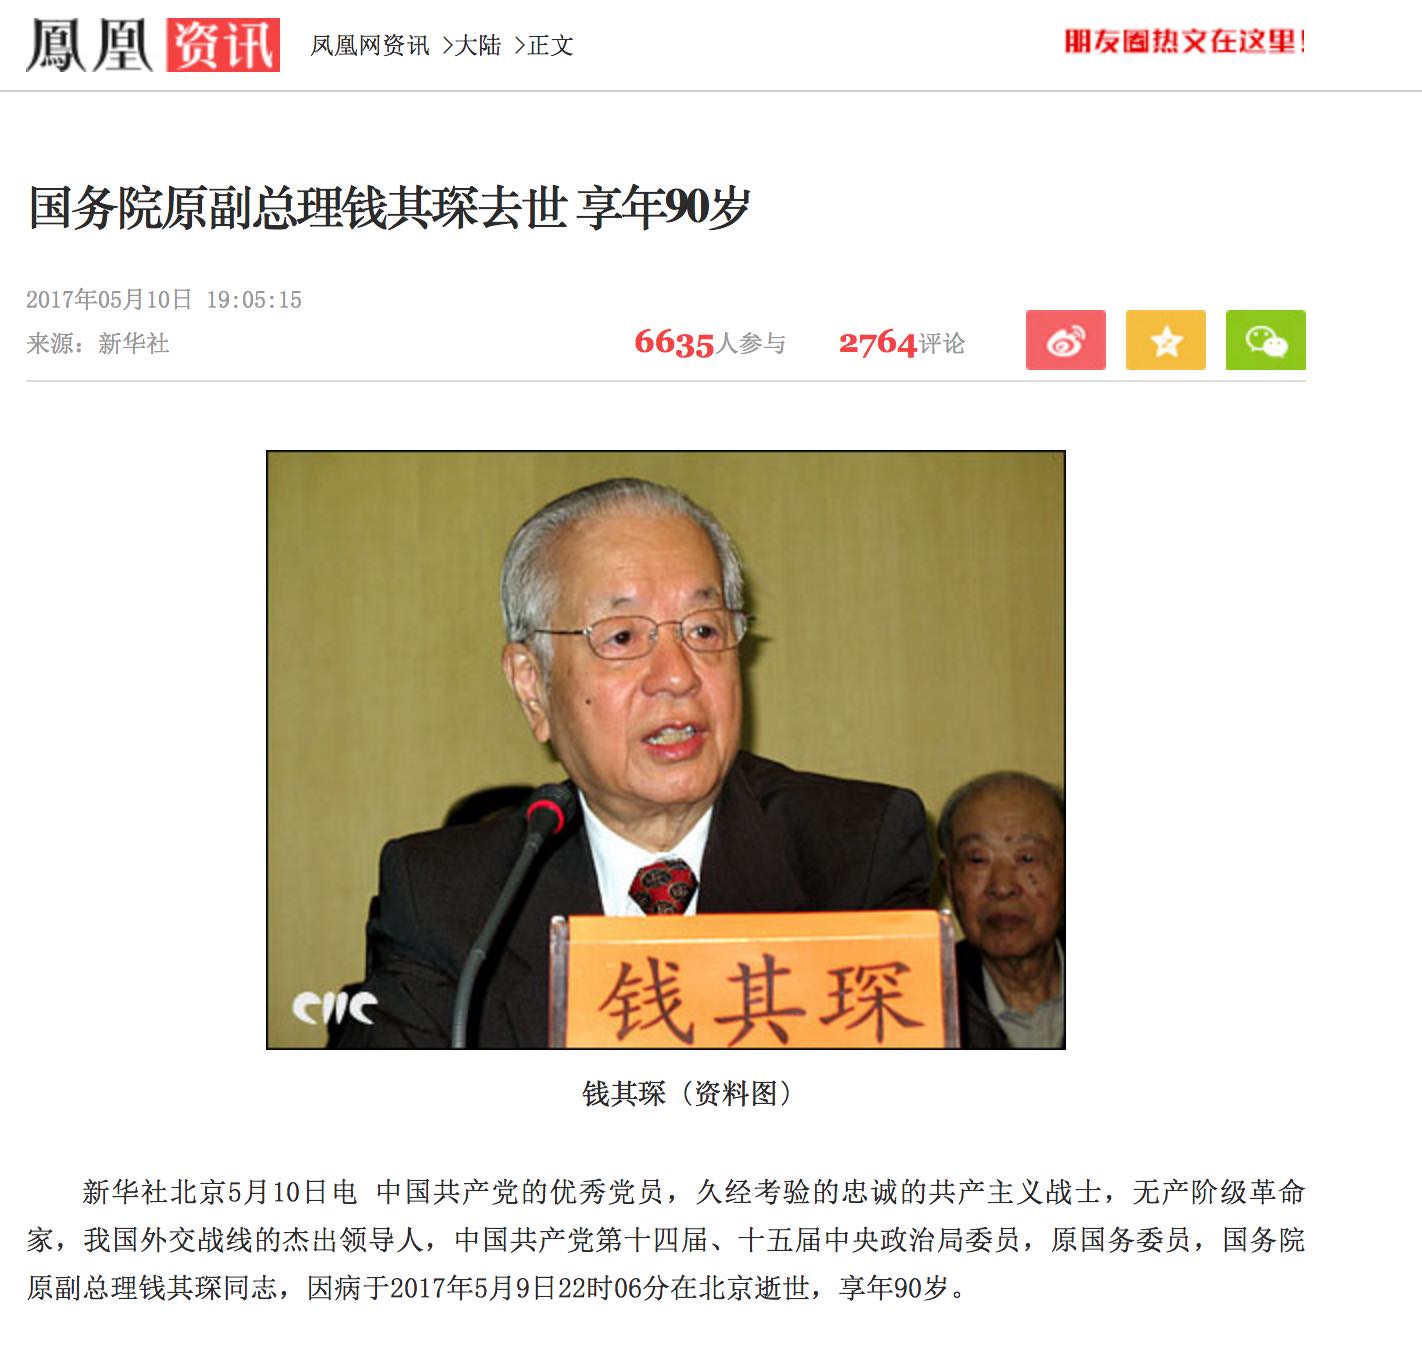 鳳凰资讯 凤凰网资讯 >大陆 >正文 朋友圈热文在这里!
国务院原副总理钱其琛去世 享年90岁
2017年05月10日 19:05:15
来源：新华社 6635人参与 2764评论
钱其琛
CNC
钱其琛（资料图）
新华社北京5月10日电 中国共产党的优秀党员，久经考验的忠诚的共产主义战士，无产阶级革命
家，我国外交战线的杰出领导人，中国共产党第十四届、十五届中央政治局委员，原国务委员，国务院
原副总理钱其琛同志，因病于2017年5月9日22时06分在北京逝世，享年90岁。